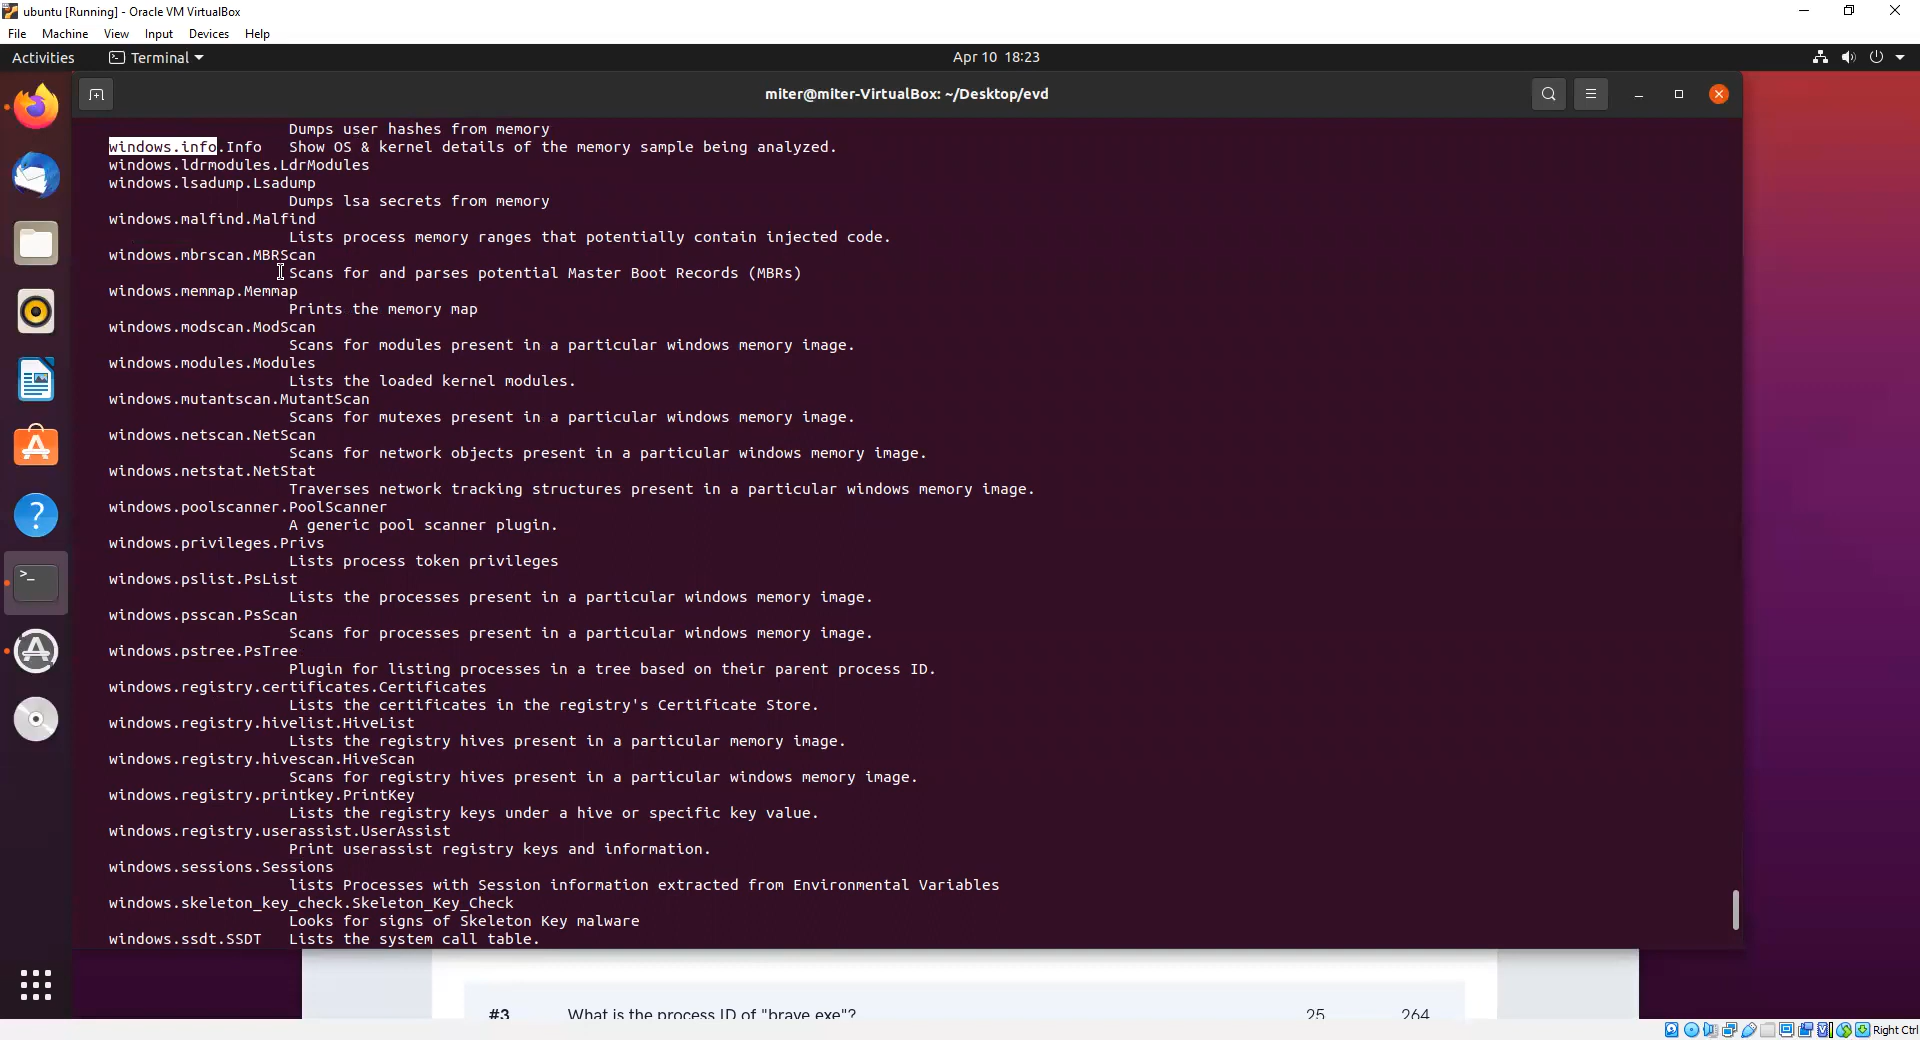 ubuntu [Running] - Oracle VM VirtualBox
File Machine View Input Devices Help
Activities Terminal Apr 10 18:23
miter@miter-VirtualBox: ~/Desktop/evd
Dumps user hashes from memory
windows.info.Info Show OS & kernel details of the memory sample being analyzed.
windows.ldrmodules.LdrModules
windows.lsadump.Lsadump
Dumps lsa secrets from memory
windows.malfind.Malfind
Lists process memory ranges that potentially contain injected code.
windows.mbrscan.MBRScan
Scans for and parses potential Master Boot Records (MBRs)
windows.memmap.Memmap
Prints the memory map
windows.modscan.ModScan
Scans for modules present in a particular windows memory image.
windows.modules.Modules
Lists the loaded kernel modules.
windows.mutantscan.MutantScan
Scans for mutexes present in a particular windows memory image.
windows.netscan.NetScan
Scans for network objects present in a particular windows memory image.
windows.netstat.NetStat
Traverses network tracking structures present in a particular windows memory image.
windows.poolscanner.PoolScanner
A generic pool scanner plugin.
windows.privileges.Privs
Lists process token privileges
windows.pslist.PsList
Lists the processes present in a particular windows memory image.
windows.psscan.PsScan
Scans for processes present in a particular windows memory image.
windows.pstree.PsTree
Plugin for listing processes in a tree based on their parent process ID.
windows.registry.certificates.Certificates
Lists the certificates in the registry's Certificate Store.
windows.registry.hivelist.HiveList
Lists the registry hives present in a particular memory image.
windows.registry.hivescan.HiveScan
Scans for registry hives present in a particular windows memory image.
windows.registry.printkey.PrintKey
Lists the registry keys under a hive or specific key value.
windows.registry.userassist.UserAssist
Print userassist registry keys and information.
windows.sessions.Sessions
lists Processes with Session information extracted from Environmental Variables
windows.skeleton_key_check.Skeleton_Key_Check
Looks for signs of Skeleton Key malware
windows.ssdt.SSDT Lists the system call table.
#3 What is the process ID of "brave.exe"? 25 264
Right Ctrl